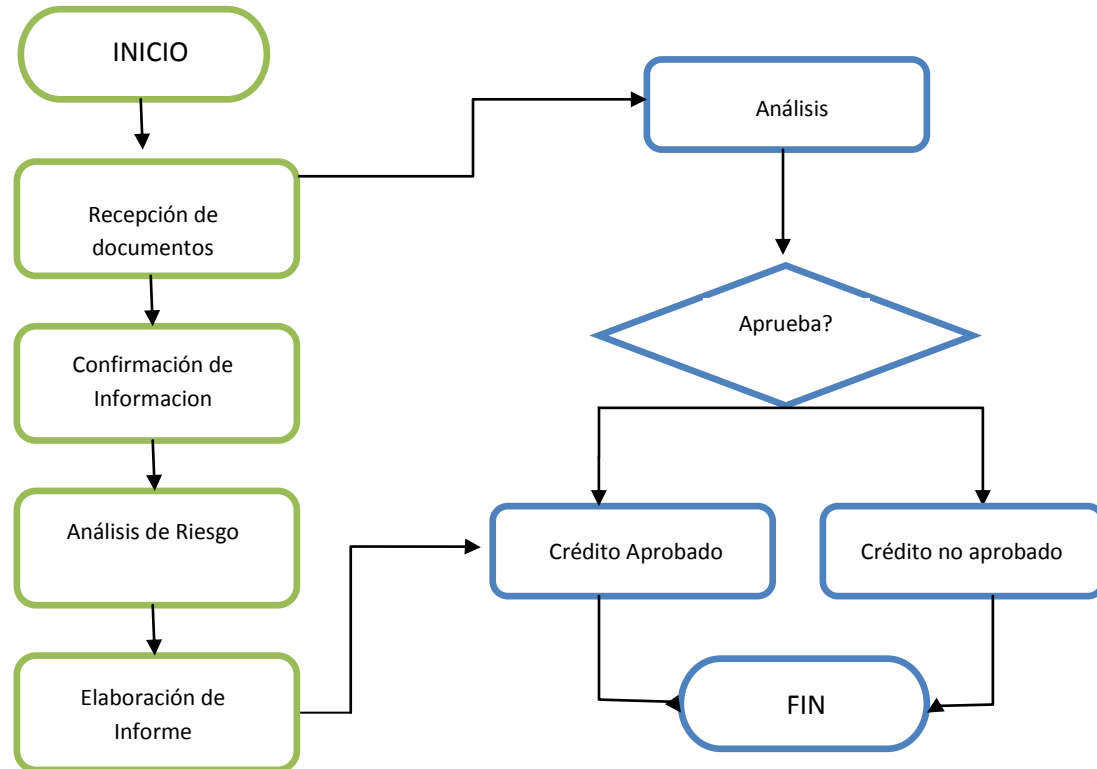 INICIO
Recepción de
documentos
Confirmación de
Informacion
Análisis de Riesgo
Elaboración de
Informe
Análisis
Aprueba?
Crédito Aprobado
Crédito no aprobado
FIN